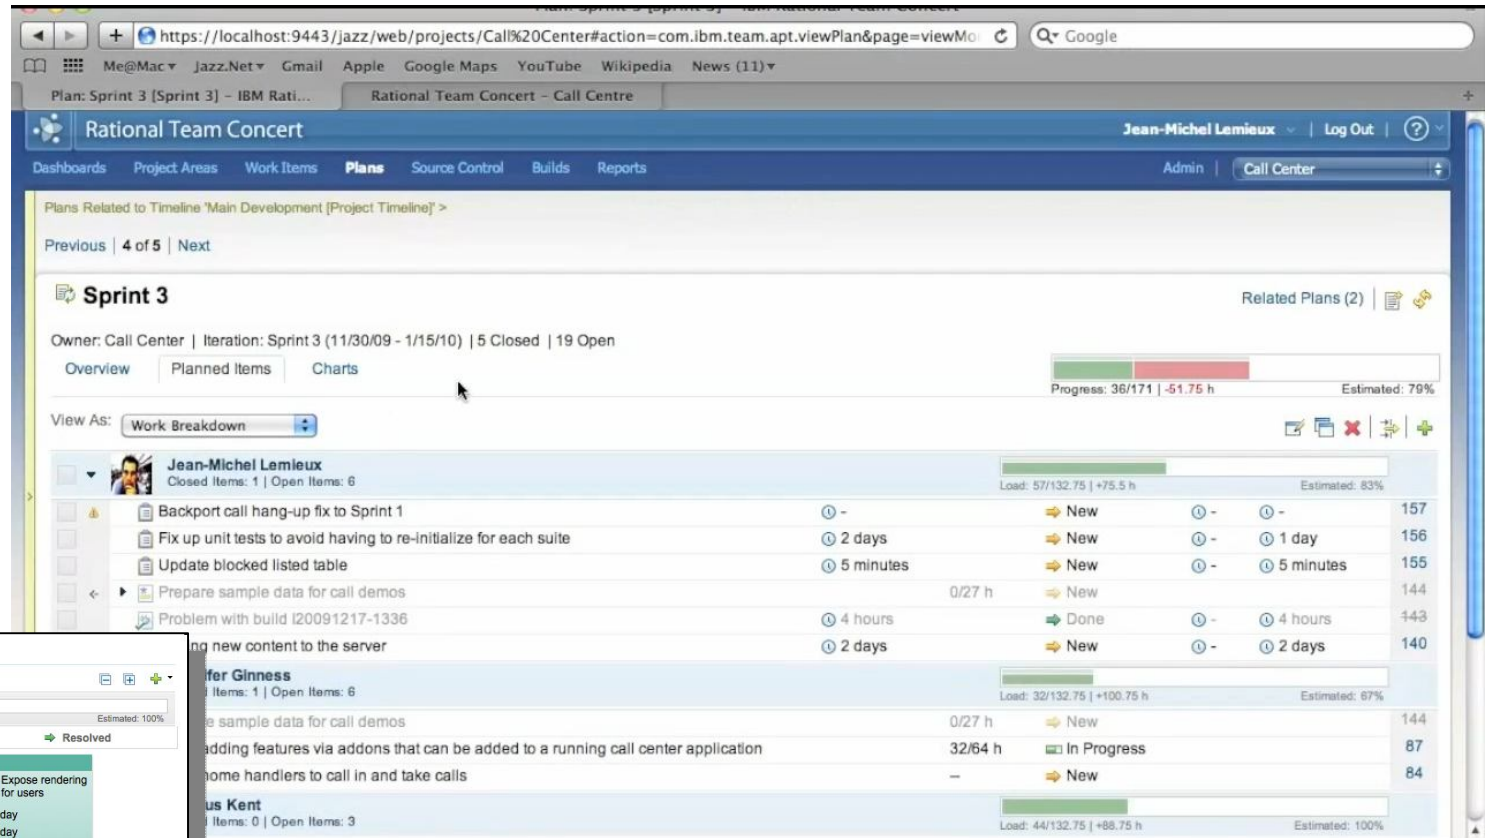 https://localhost:9443/jazz/web/projects/Call%20Center#action=com.ibm.team.apt.viewPlan&page=viewMo Google
Me@Mac Jazz.Net Gmail Apple Google Maps YouTube Wikipedia News (11)
Plan: Sprint 3 [Sprint 3] – IBM Rati... Rational Team Concert – Call Centre
Rational Team Concert Jean-Michel Lemieux | Log Out |
Dashboards Project Areas Work Items Plans Source Control Builds Reports Admin | Call Center
Plans Related to Timeline 'Main Development [Project Timeline]' >
Previous | 4 of 5 | Next
Sprint 3 Related Plans (2)
Owner: Call Center | Iteration: Sprint 3 (11/30/09 - 1/15/10) | 5 Closed | 19 Open
Overview Planned Items Charts
Progress: 36/171 | -51.75 h Estimated: 79%
View As: Work Breakdown
Jean-Michel Lemieux
Closed Items: 1 | Open Items: 6 Load: 57/132.75 | +75.5 h Estimated: 83%
Backport call hang-up fix to Sprint 1 - New - - 157
Fix up unit tests to avoid having to re-initialize for each suite 2 days New - 1 day 156
Update blocked listed table 5 minutes New - 5 minutes 155
Prepare sample data for call demos 0/27 h New 144
Problem with build I20091217-1336 4 hours Done - 4 hours 143
new content to the server 2 days New - 2 days 140
Ginness
Items: 1 | Open Items: 6 Load: 32/132.75 | +100.75 h Estimated: 67%
sample data for call demos 0/27 h New 144
adding features via addons that can be added to a running call center application 32/64 h In Progress 87
home handlers to call in and take calls – New 84
Kent
Items: 0 | Open Items: 3 Load: 44/132.75 | +88.75 h Estimated: 100%
Estimated: 100%
Resolved
Expose rendering
for users
day
day